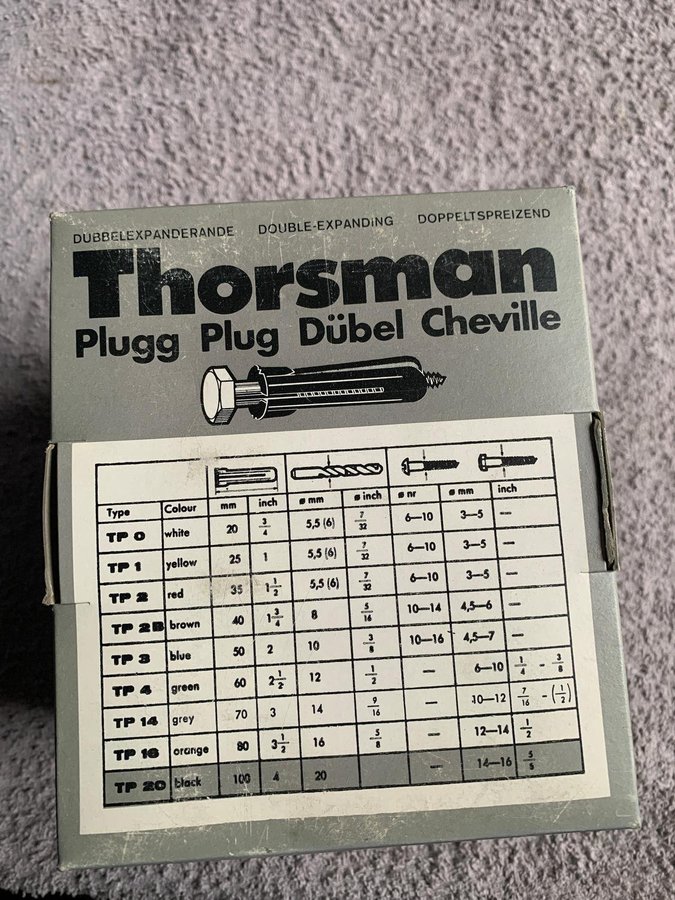 DUBBELEXPANDERANDE DOUBLE-EXPANDING DOPPELTSPREIZEND
Thorsman
Plugg Plug Dübel Cheville
Type Colour mm inch ø mm ø inch ø nr ø mm inch
TP 0 white 20 3/4 5,5 (6) 7/32 6—10 3—5 —
TP 1 yellow 25 1 5,5 (6) 7/32 6—10 3—5 —
TP 2 red 35 1 1/2 5,5 (6) 7/32 6—10 3—5 —
TP 2B brown 40 1 3/4 8 5/16 10—14 4,5—6 —
TP 3 blue 50 2 10 3/8 10—16 4,5—7 —
TP 4 green 60 2 1/2 12 1/2 — 6—10 1/4 - 3/8
TP 14 grey 70 3 14 9/16 — 10—12 7/16 - (1/2)
TP 16 orange 80 3 1/2 16 5/8 — 12—14 1/2
TP 20 black 100 4 20 — 14—16 5/5